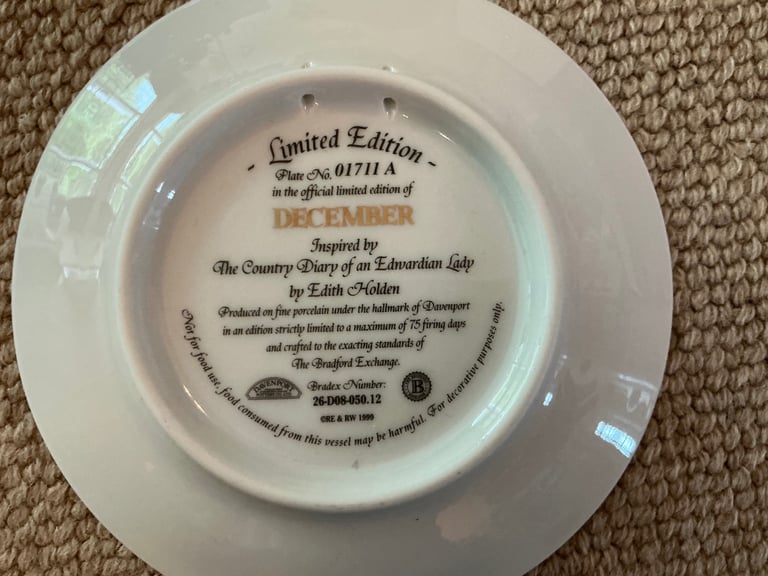 - Limited Edition -
Plate No. 01711 A
in the official limited edition of
DECEMBER
Inspired by
The Country Diary of an Edwardian Lady
by Edith Holden
Produced on fine porcelain under the hallmark of Davenport
in an edition strictly limited to a maximum of 75 firing days
and crafted to the exacting standards of
The Bradford Exchange.
DAVENPORT
Bradex Number:
26-D08-050.12
B
©RE & RW 1999
Not for food use, food consumed from this vessel may be harmful. For decorative purposes only.
4